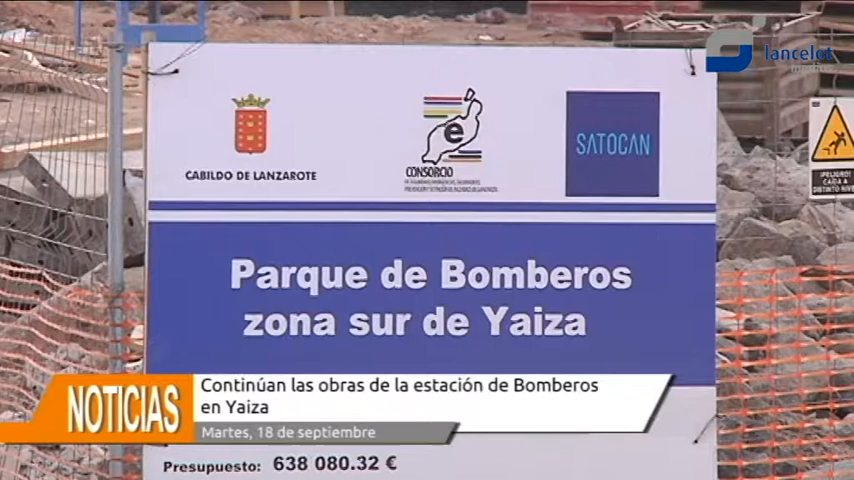 lancelot
CABILDO DE LANZAROTE
e
CONSORCIO
SATOCAN
¡PELIGRO!
CAIDA A
DISTINTO NIVE
Parque de Bomberos
zona sur de Yaiza
NOTICIAS
Continúan las obras de la estación de Bomberos
en Yaiza
Martes, 18 de septiembre
Presupuesto: 638 080.32 €